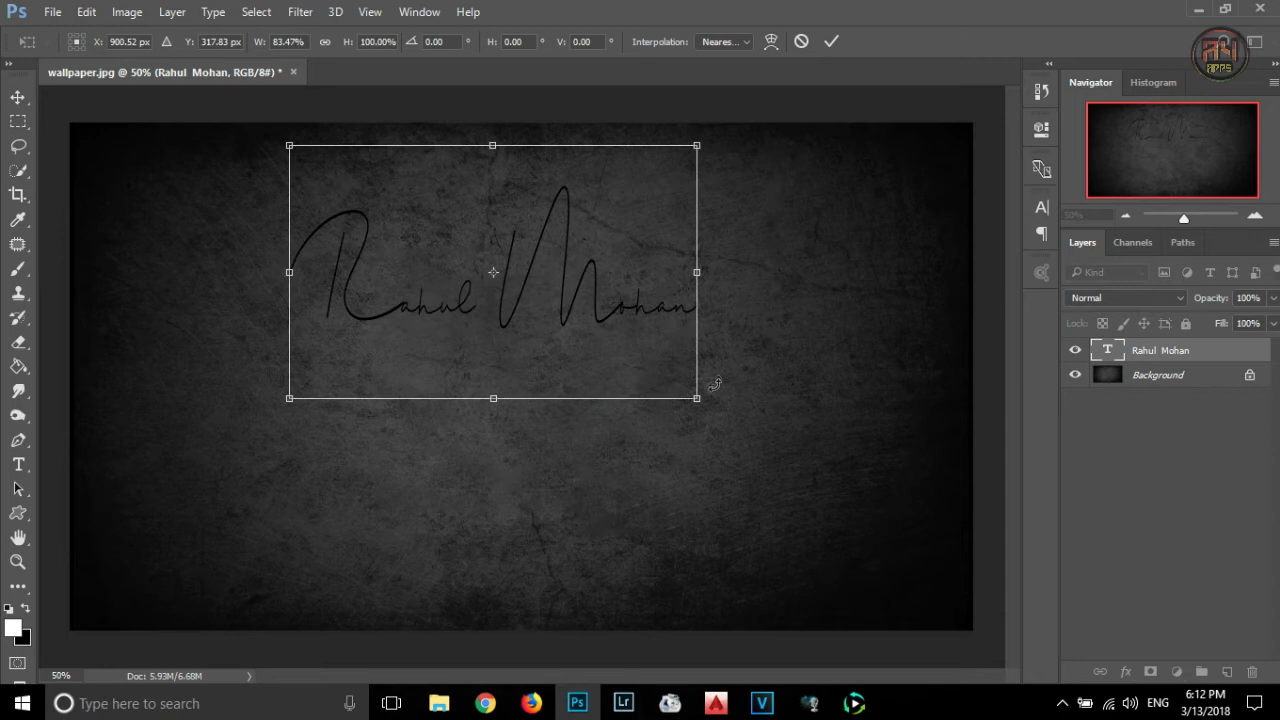 Ps File Edit Image Layer Type Select Filter 3D View Window Help
X: 900.52 px Y: 317.83 px W: 83.47% H: 100.00% 0.00 ° H: 0.00 ° V: 0.00 ° Interpolation: Neares...
wallpaper.jpg @ 50% (Rahul Mohan, RGB/8#) * ×
Navigator Histogram
Rahul Mohan
50%
Layers Channels Paths
Kind
Normal Opacity: 100%
Lock: Fill: 100%
T Rahul Mohan
Background
50% Doc: 5.93M/6.68M
Type here to search
Ps Lr V ENG
6:12 PM
3/13/2018